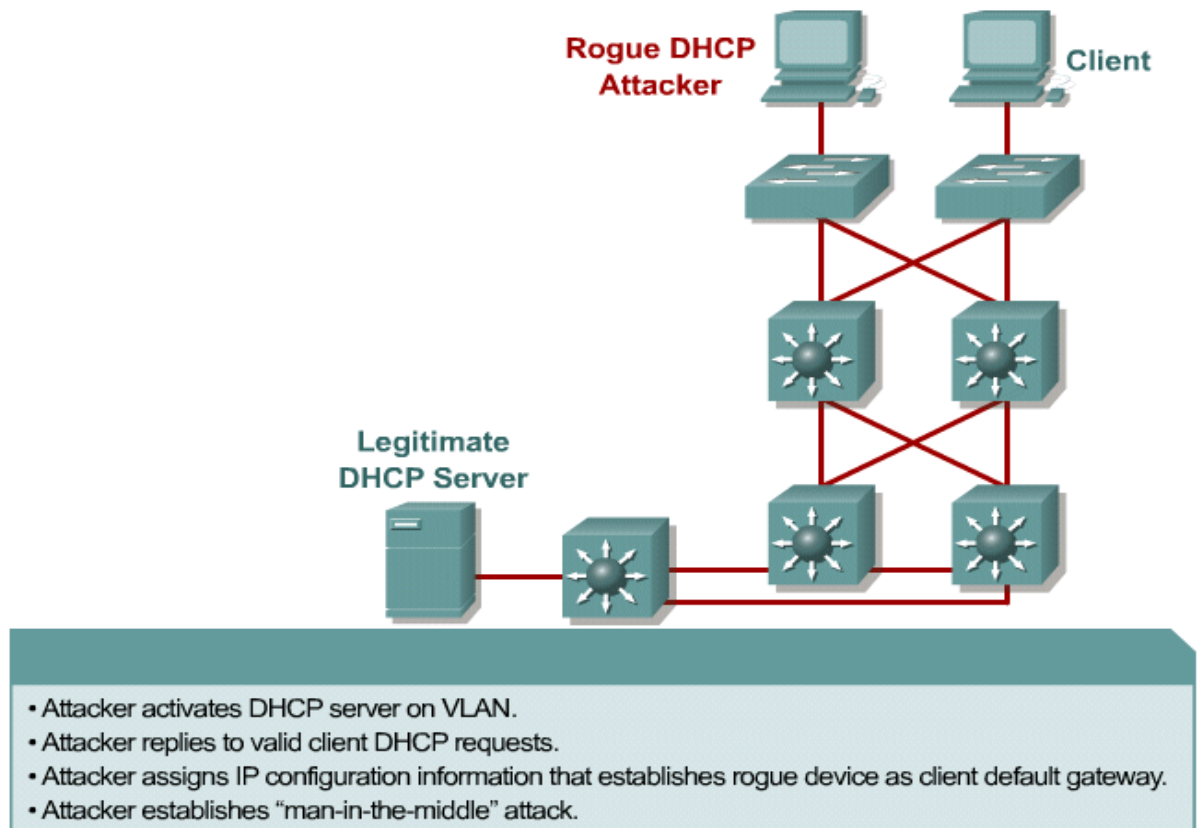 Rogue DHCP
Attacker
Client
Legitimate
DHCP Server
• Attacker activates DHCP server on VLAN.
• Attacker replies to valid client DHCP requests.
• Attacker assigns IP configuration information that establishes rogue device as client default gateway.
• Attacker establishes “man-in-the-middle” attack.